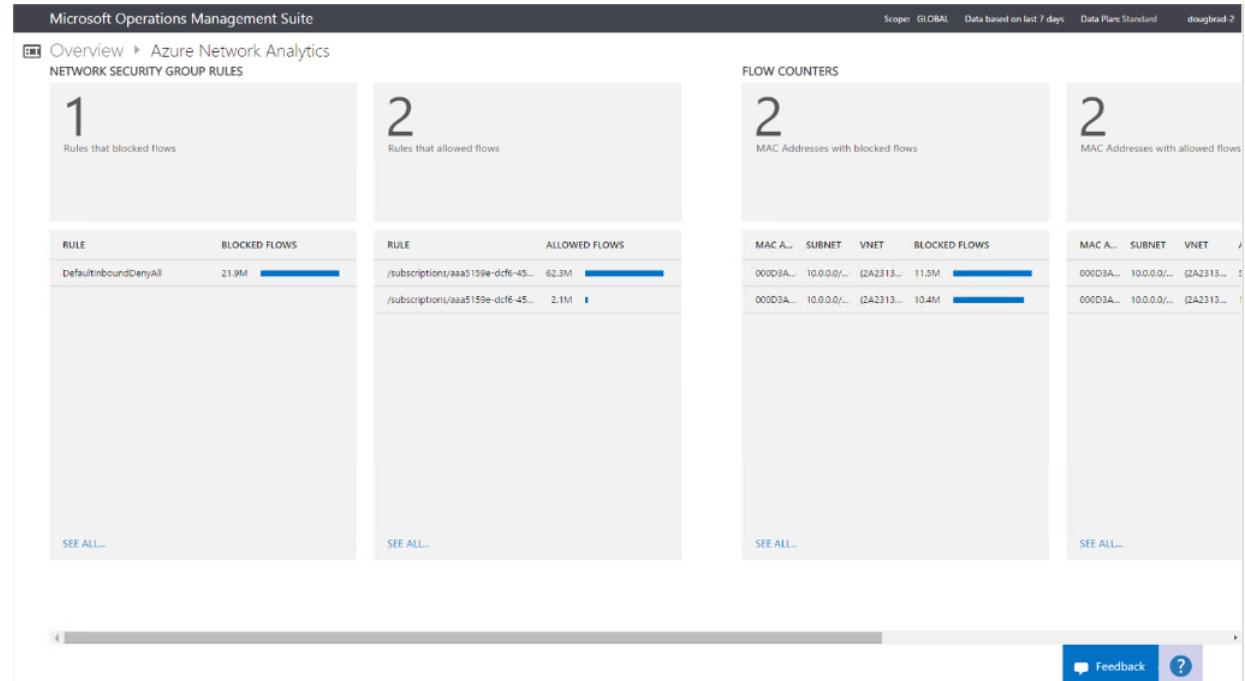 Microsoft Operations Management Suite
Scope: GLOBAL Data based on last 7 days Data Plan: Standard dougbrad-2
Overview Azure Network Analytics
NETWORK SECURITY GROUP RULES
1
Rules that blocked flows
RULE BLOCKED FLOWS
DefaultInboundDenyAll 21.9M
SEE ALL...
2
Rules that allowed flows
RULE ALLOWED FLOWS
/subscriptions/aaa5159e-dcf6-45... 62.3M
/subscriptions/aaa5159e-dcf6-45... 2.1M
SEE ALL...
FLOW COUNTERS
2
MAC Addresses with blocked flows
MAC A... SUBNET VNET BLOCKED FLOWS
000D3A... 10.0.0.0/... {2A2313... 11.5M
000D3A... 10.0.0.0/... {2A2313... 10.4M
SEE ALL...
2
MAC Addresses with allowed flows
MAC A... SUBNET VNET
000D3A... 10.0.0.0/... {2A2313...
000D3A... 10.0.0.0/... {2A2313...
SEE ALL...
Feedback ?